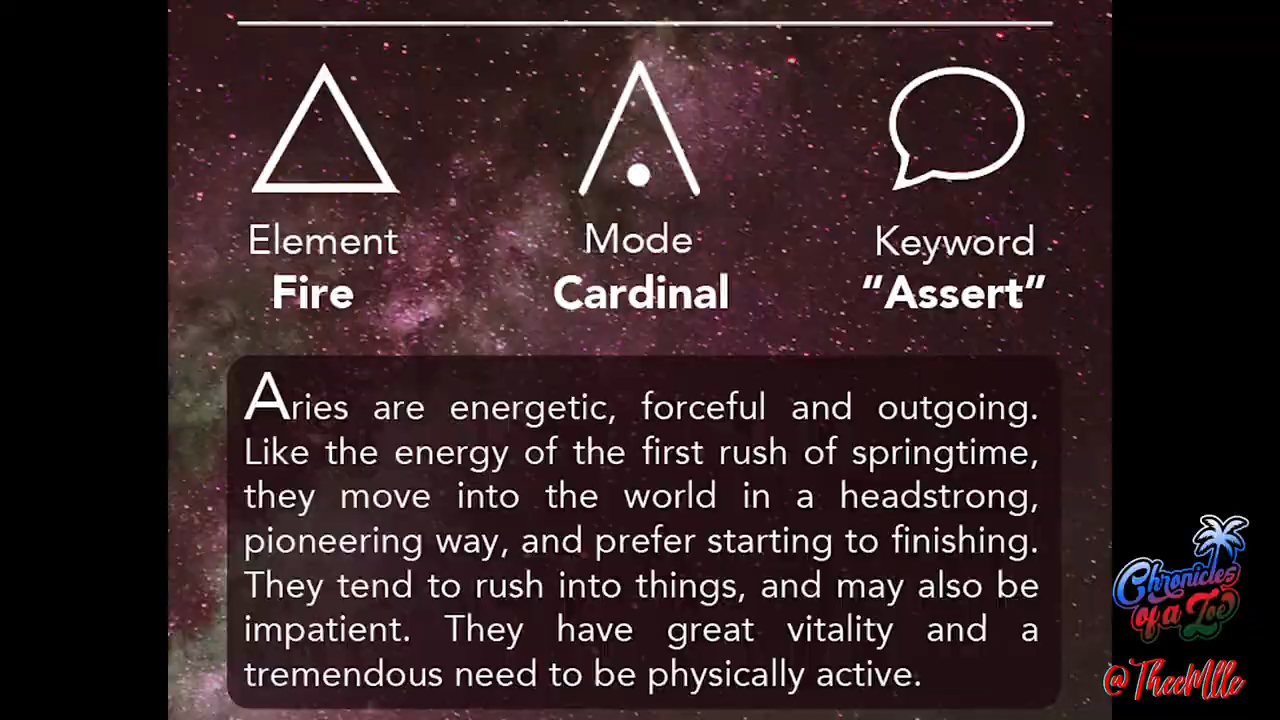 Element
Mode
Keyword
Fire
Cardinal
“Assert”
Aries are energetic, forceful and outgoing.
Like the energy of the first rush of springtime,
they move into the world in a headstrong,
pioneering way, and prefer starting to finishing.
They tend to rush into things, and may also be
impatient. They have great vitality and a
tremendous need to be physically active.
Chronicles
of a Zoe
@TheeMlle